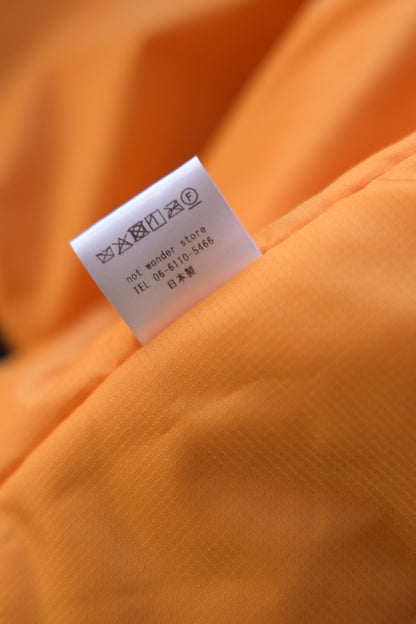 F
not wonder store
TEL 06-6110-5466
日本製